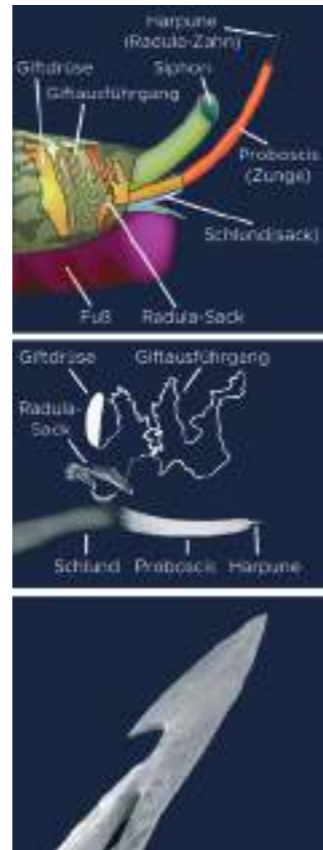 Harpune
(Radula-Zahn)
Giftdrüse
Siphon
Giftausführgang
Proboscis
(Zunge)
Schlund(sack)
Fuß
Radula-Sack
Giftdrüse
Giftausführgang
Radula-
Sack
Schlund
Proboscis
Harpune